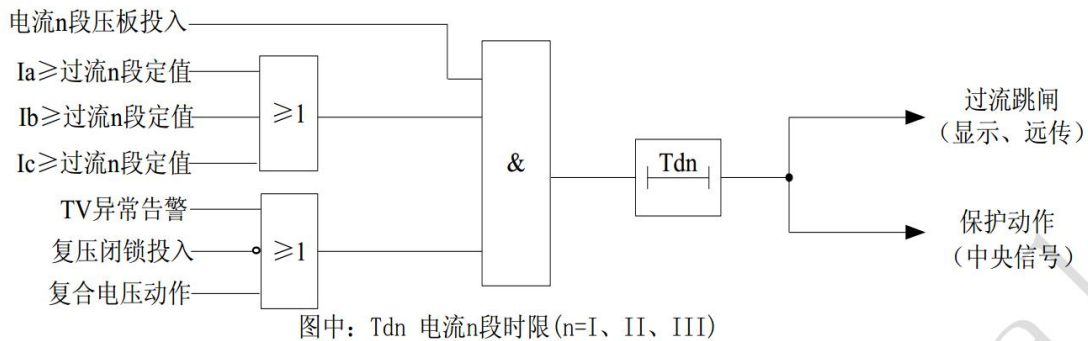 电流n段压板投入
Ia≥过流n段定值
Ib≥过流n段定值
Ic≥过流n段定值
≥1
TV异常告警
复压闭锁投入
复合电压动作
≥1
&
Tdn
过流跳闸
(显示、远传)
保护动作
(中央信号)
图中: Tdn 电流n段时限(n=I、II、III)